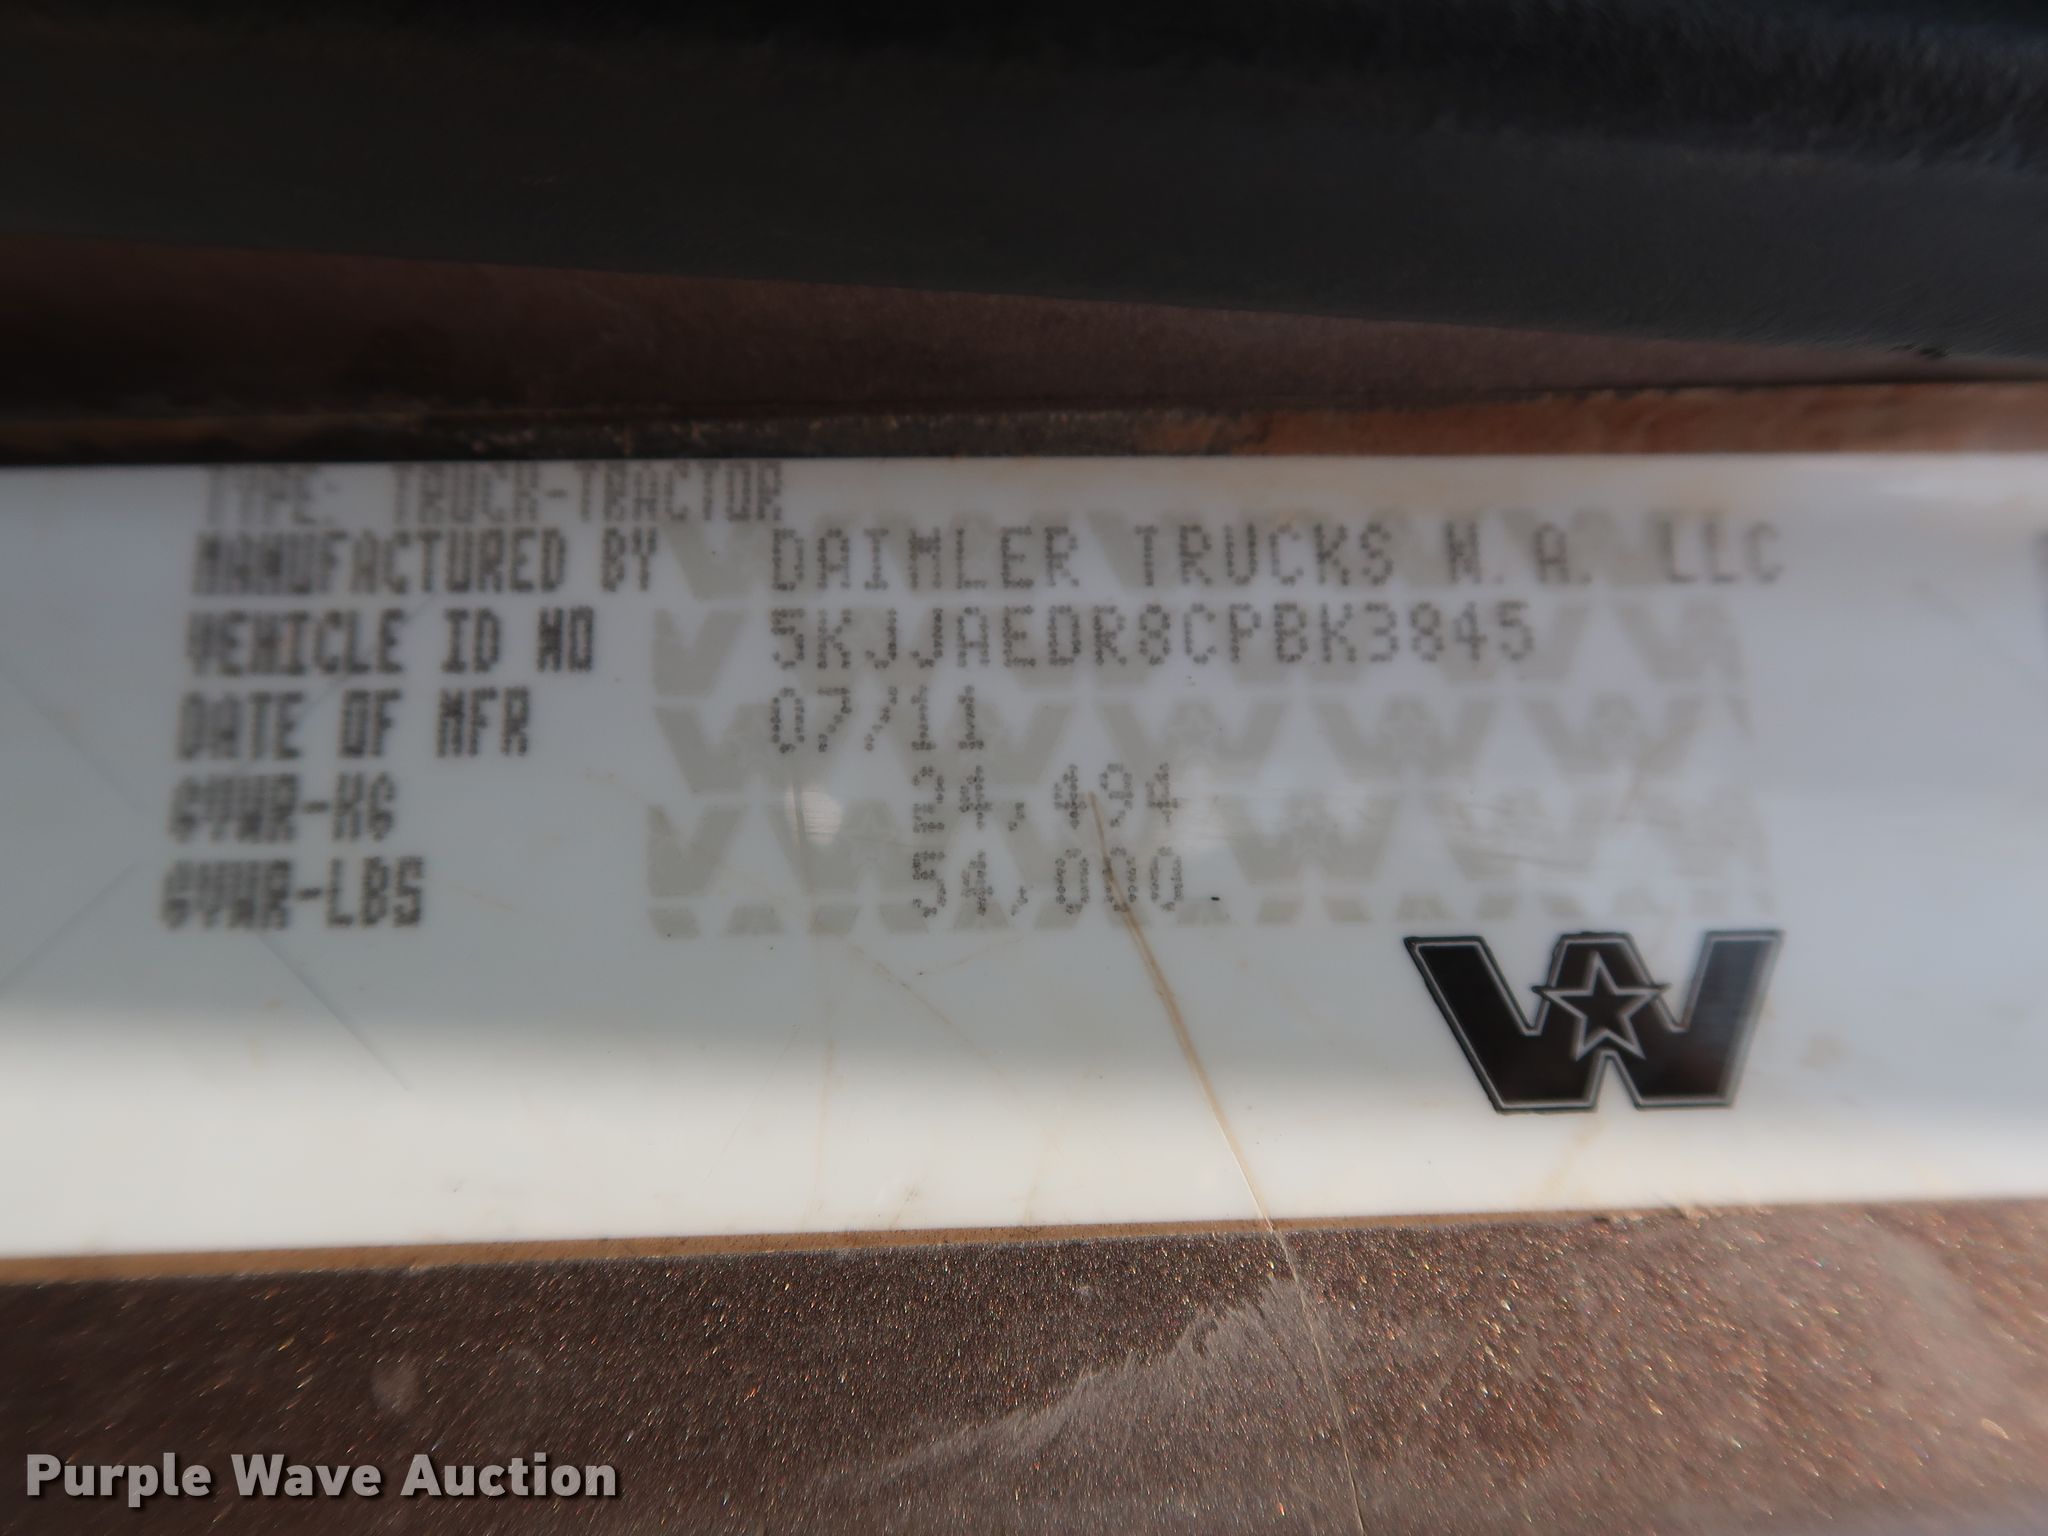 TYPE: TRUCK-TRACTOR
MANUFACTURED BY DAIMLER TRUCKS N.A. LLC
VEHICLE ID NO 5KJJAEDR8CPBK3845
DATE OF MFR 07/11
GVWR-KG 24,494
GVWR-LBS 54,000
W
Purple Wave Auction